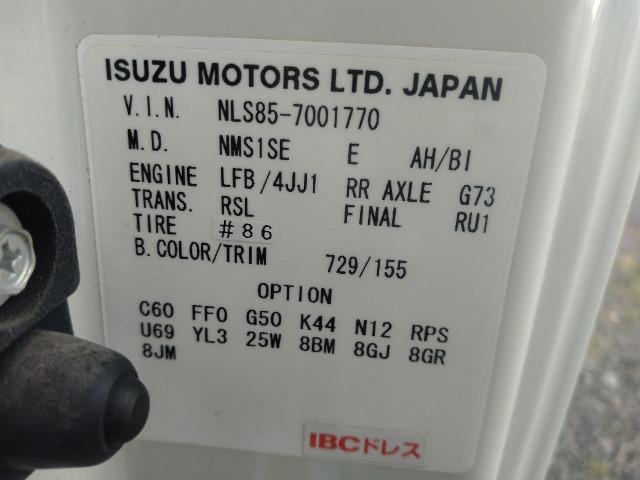 ISUZU MOTORS LTD. JAPAN
V.I.N. NLS85-7001770
M.D. NMS1SE E AH/BI
ENGINE LFB/4JJ1 RR AXLE G73
TRANS. RSL FINAL RU1
TIRE #86
B.COLOR/TRIM 729/155
OPTION
C60 FF0 G50 K44 N12 RPS
U69 YL3 25W 8BM 8GJ 8GR
8JM
IBCドレス